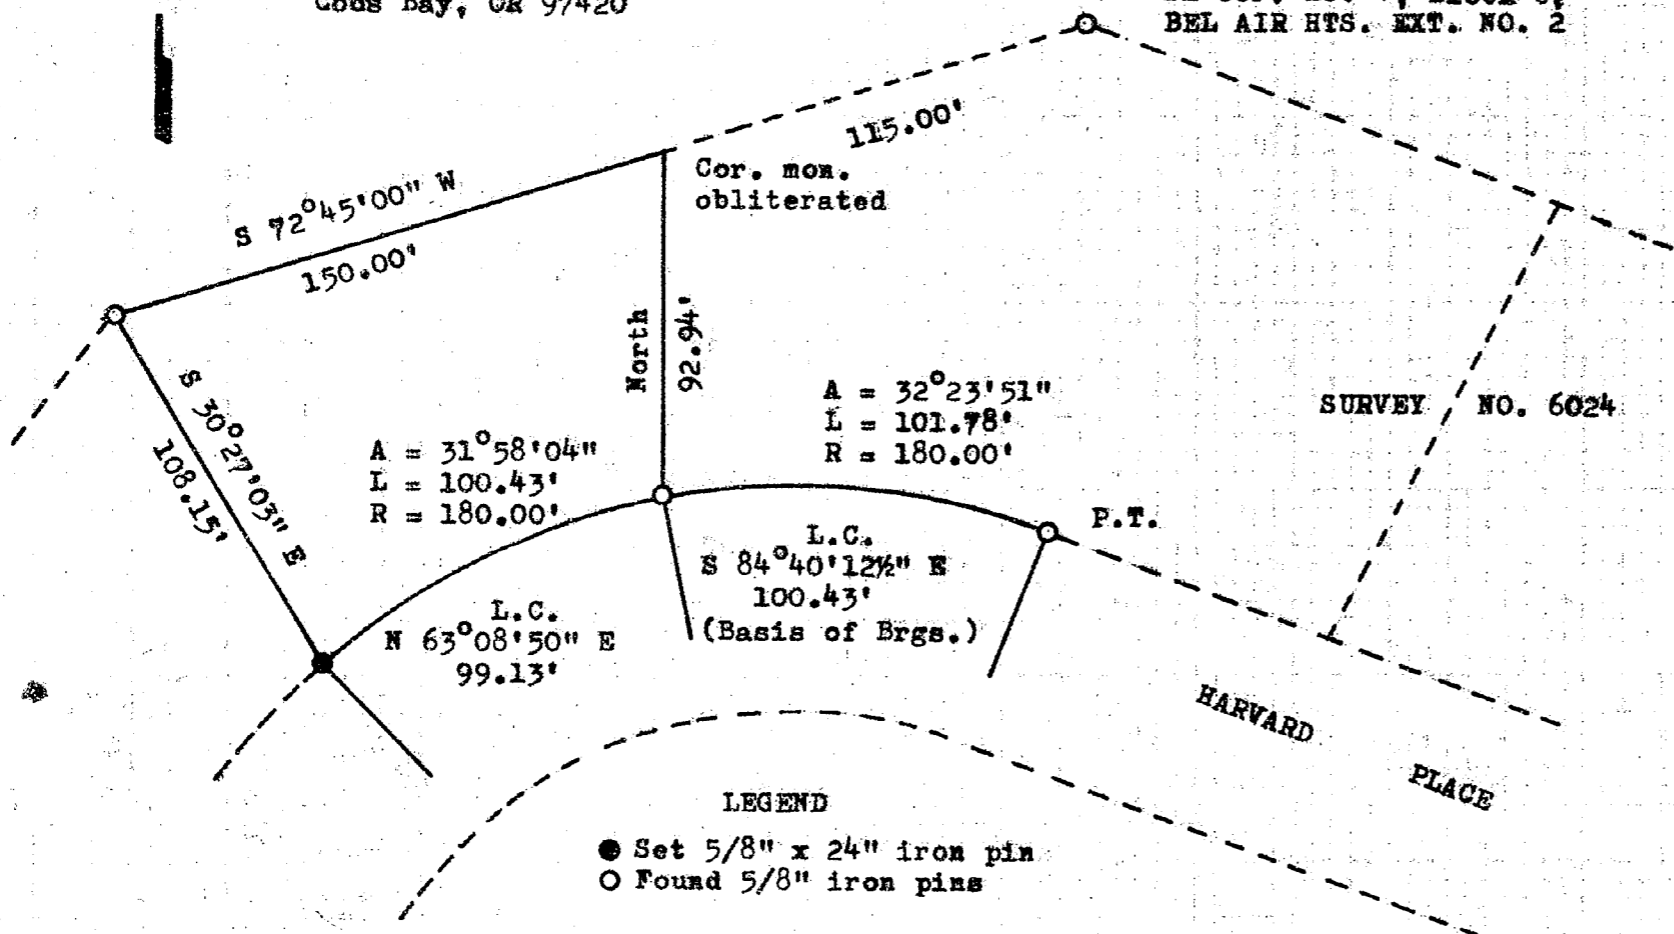 Coos Bay, OR 97420
BEL AIR HTS. EXT. NO. 2
115.00'
Cor. mon.
obliterated
S 72°45'00" W
150.00'
North
92.94'
S 30°27'03" E
108.15'
A = 31°58'04"
L = 100.43'
R = 180.00'
A = 32°23'51"
L = 101.78'
R = 180.00'
SURVEY NO. 6024
P.T.
L.C.
S 84°40'12½" E
100.43'
(Basis of Brgs.)
L.C.
N 63°08'50" E
99.13'
HARVARD PLACE
LEGEND
● Set 5/8" x 24" iron pin
○ Found 5/8" iron pins